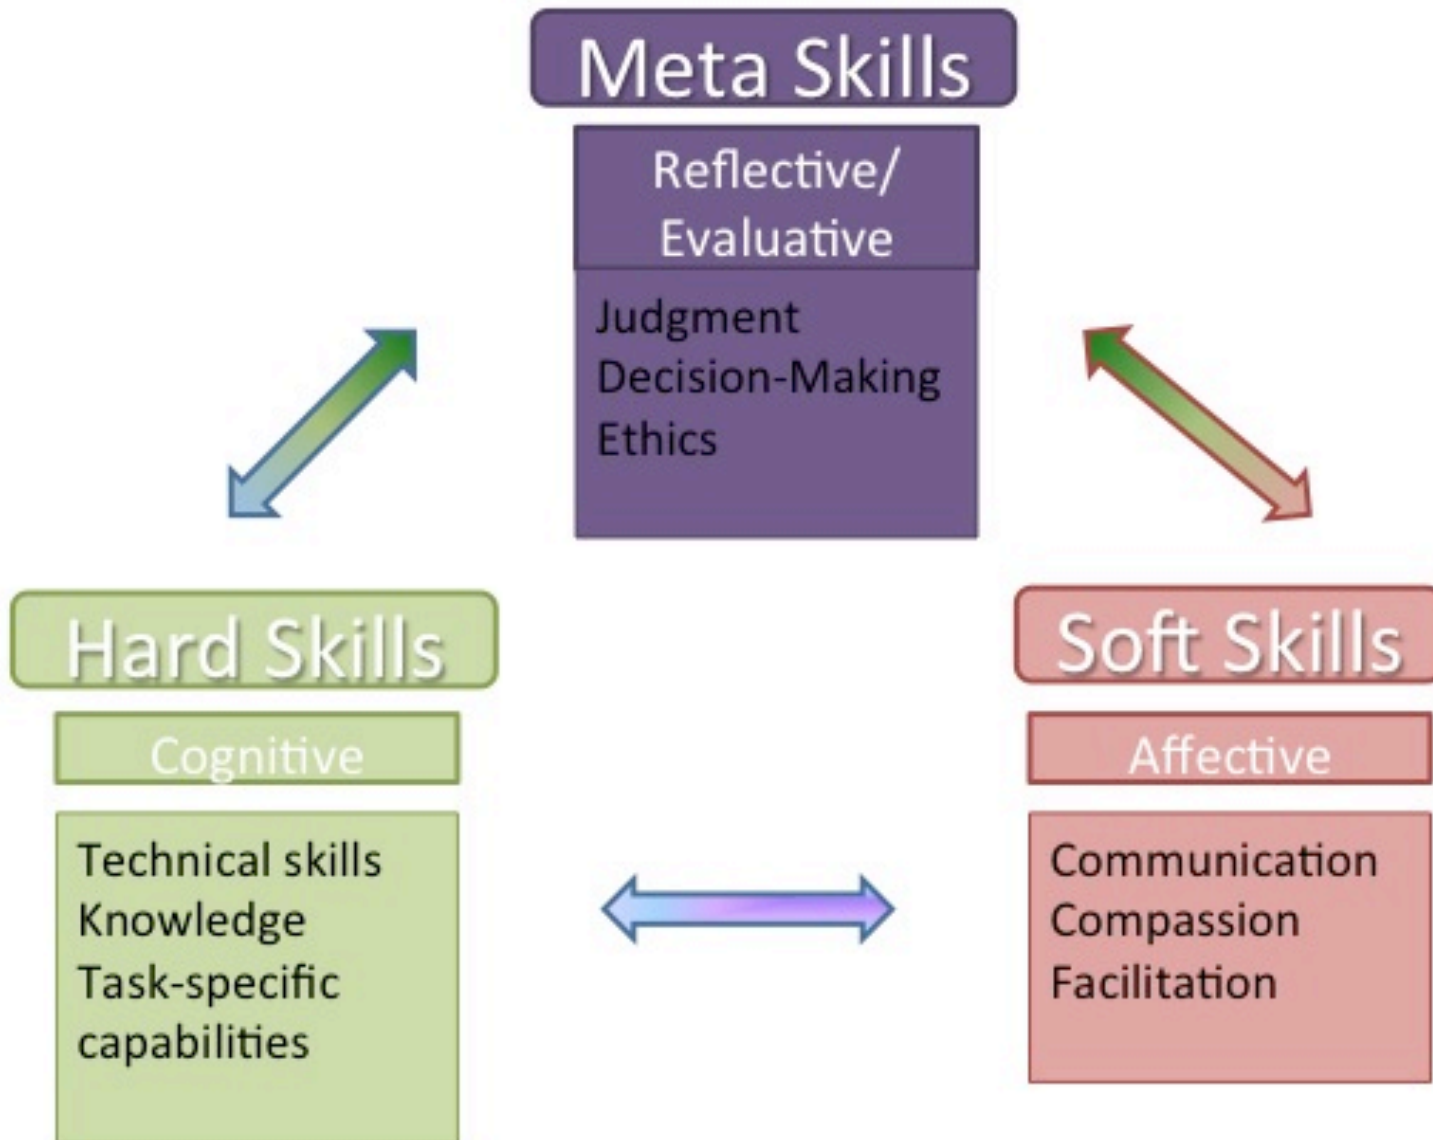 Meta Skills
Reflective/
Evaluative
Judgment
Decision-Making
Ethics
Hard Skills
Cognitive
Technical skills
Knowledge
Task-specific
capabilities
Soft Skills
Affective
Communication
Compassion
Facilitation